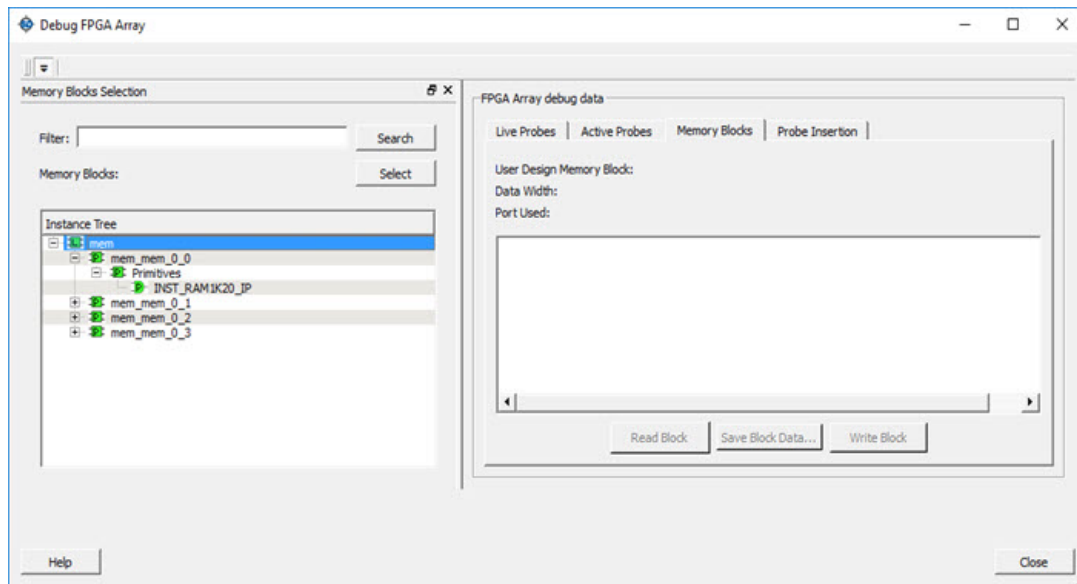 Debug FPGA Array
Memory Blocks Selection
Filter:
Search
Memory Blocks:
Select
Instance Tree
mem
mem_mem_0_0
Primitives
INST_RAM1K20_IP
mem_mem_0_1
mem_mem_0_2
mem_mem_0_3
FPGA Array debug data
Live Probes Active Probes Memory Blocks Probe Insertion
User Design Memory Block:
Data Width:
Port Used:
Read Block Save Block Data... Write Block
Help
Close